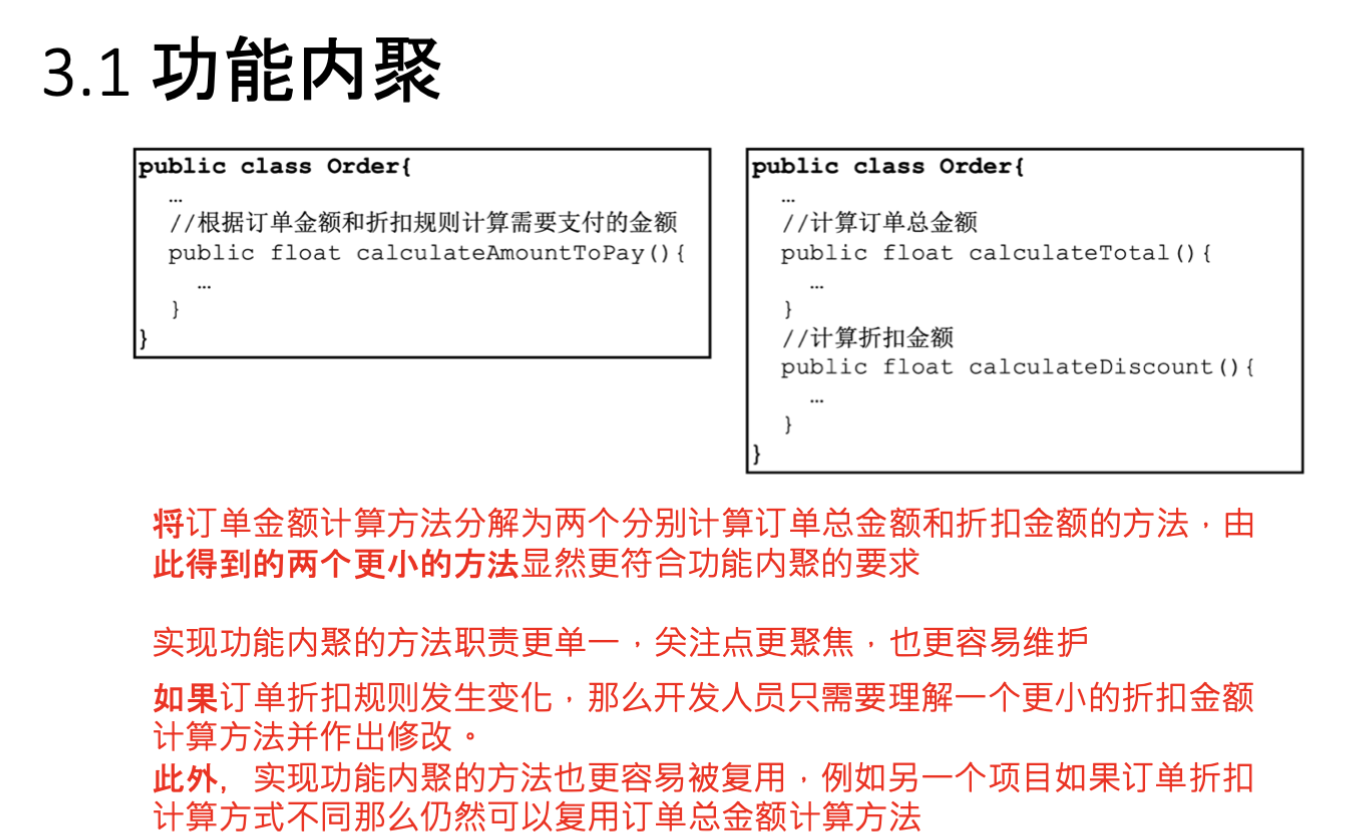 3.1 功能内聚
public class Order{
…
//根据订单金额和折扣规则计算需要支付的金额
public float calculateAmountToPay(){
…
}
}
public class Order{
…
//计算订单总金额
public float calculateTotal(){
…
}
//计算折扣金额
public float calculateDiscount(){
…
}
}
将订单金额计算方法分解为两个分别计算订单总金额和折扣金额的方法，由
此得到的两个更小的方法显然更符合功能内聚的要求
实现功能内聚的方法职责更单一，关注点更聚焦，也更容易维护
如果订单折扣规则发生变化，那么开发人员只需要理解一个更小的折扣金额
计算方法并作出修改。
此外，实现功能内聚的方法也更容易被复用，例如另一个项目如果订单折扣
计算方式不同那么仍然可以复用订单总金额计算方法